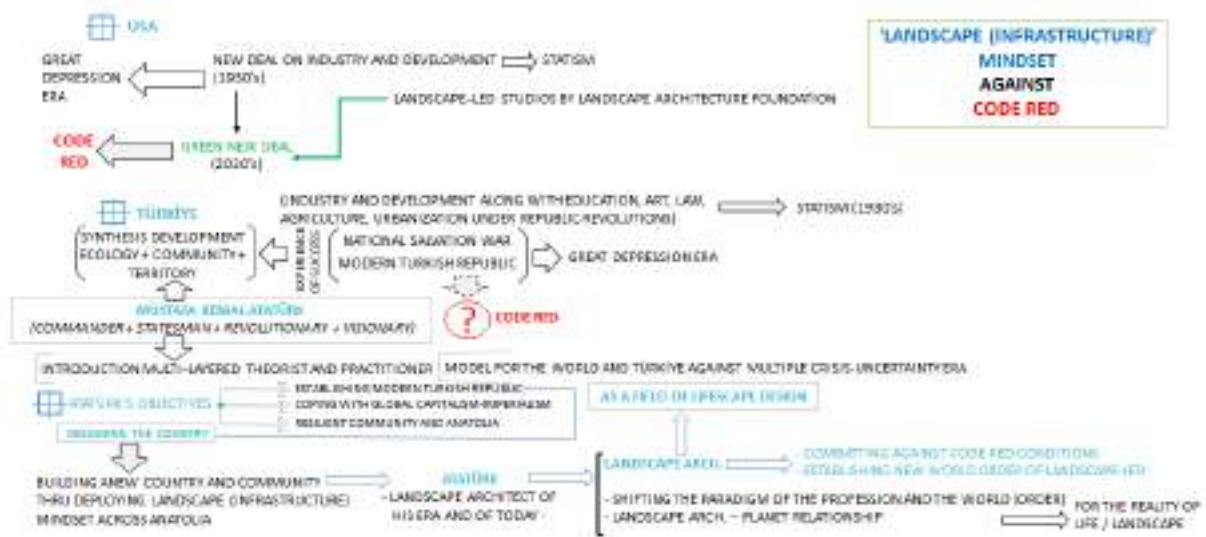 USA
'LANDSCAPE (INFRASTRUCTURE)'
MINDSET
AGAINST
CODE RED
GREAT
DEPRESSION
ERA
NEW DEAL ON INDUSTRY AND DEVELOPMENT
(1930's)
STATISM
LANDSCAPE-LED STUDIOS BY LANDSCAPE ARCHITECTURE FOUNDATION
CODE
RED
GREEN NEW DEAL
(2020's)
TÜRKİYE
(INDUSTRY AND DEVELOPMENT ALONG WITH EDUCATION, ART, LAW,
AGRICULTURE, URBANIZATION UNDER REPUBLIC REVOLUTIONS)
STATISM (1930'S)
SYNTHESIS DEVELOPMENT
ECOLOGY + COMMUNITY +
TERRITORY
EXPERIENCE
OF SUCCESS
NATIONAL SALVATION WAR
MODERN TURKISH REPUBLIC
GREAT DEPRESSION ERA
MUSTAFA KEMAL ATATÜRK
(COMMANDER + STATESMAN + REVOLUTIONARY + VISIONARY)
?
CODE RED
INTRODUCTION MULTI-LAYERED THEORIST AND PRACTITIONER
MODEL FOR THE WORLD AND TÜRKİYE AGAINST MULTIPLE CRISIS-UNCERTAINTY ERA
OBJECTIVES
ESTABLISHING MODERN TURKISH REPUBLIC
COPING WITH GLOBAL CAPITALISM-IMPERIALISM
RESILIENT COMMUNITY AND ANATOLIA
THE COUNTRY
AS A FIELD OF LIFESCAPE DESIGN
BUILDING ANEW COUNTRY AND COMMUNITY
THRU DEPLOYING LANDSCAPE (INFRASTRUCTURE)
MINDSET ACROSS ANATOLIA
ATATÜRK
- LANDSCAPE ARCHITECT OF
HIS ERA AND OF TODAY -
LANDSCAPE ARCH.
COMBATTING AGAINST CODE RED CONDITIONS
ESTABLISHING NEW WORLD ORDER OF LANDSCAPE (ER)
- SHIFTING THE PARADIGM OF THE PROFESSION AND THE WORLD (ORDER)
- LANDSCAPE ARCH. – PLANET RELATIONSHIP
FOR THE REALITY OF
LIFE / LANDSCAPE